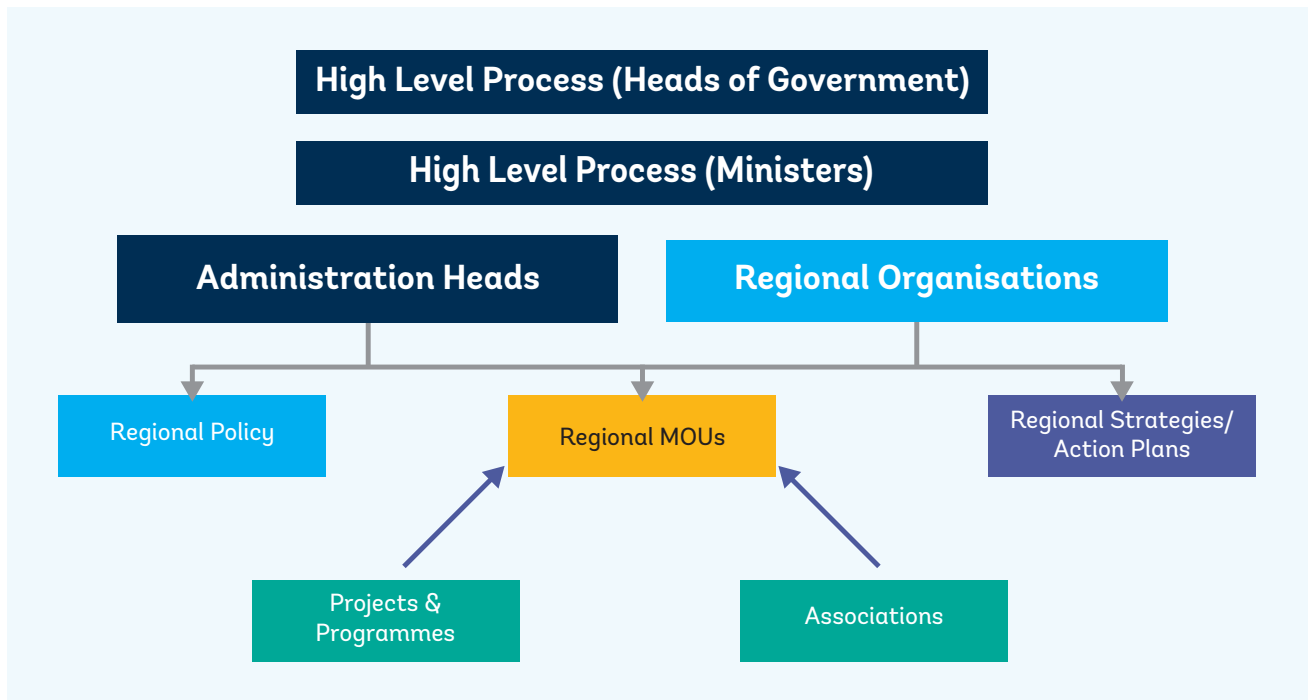 High Level Process (Heads of Government)
High Level Process (Ministers)
Administration Heads
Regional Organisations
Regional Policy
Regional MOUs
Regional Strategies/
Action Plans
Projects &
Programmes
Associations